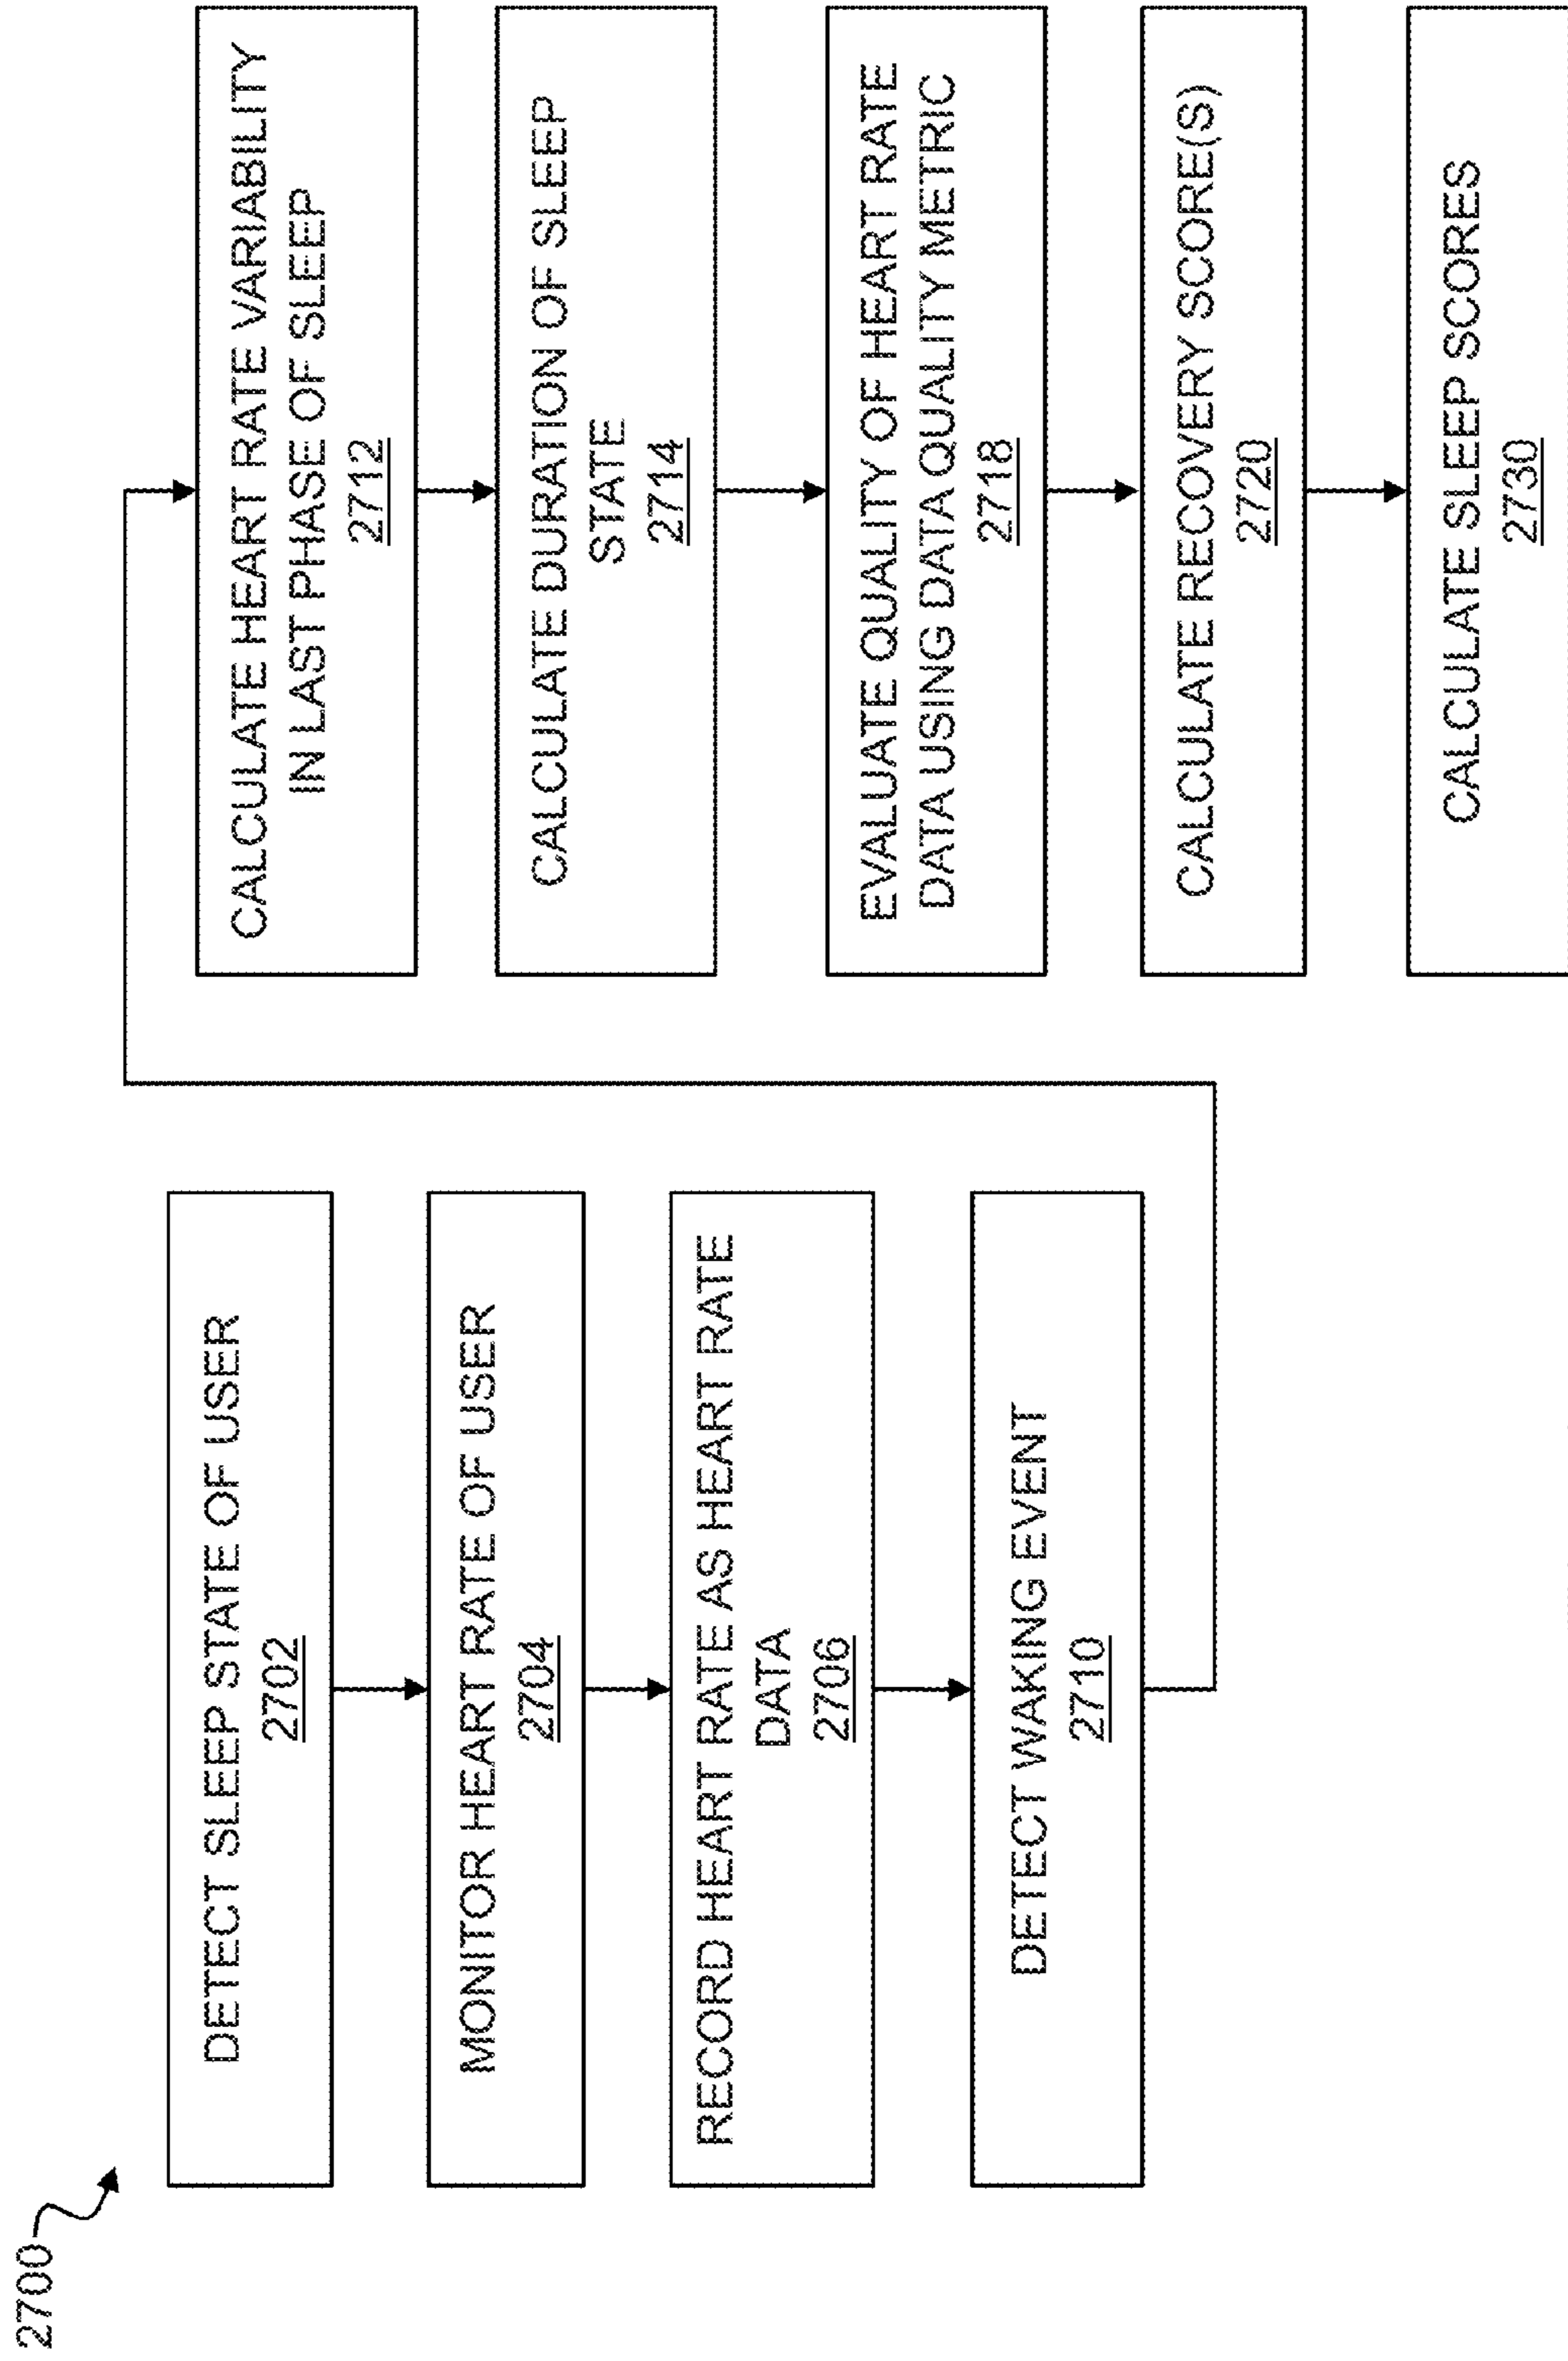 2700
DETECT SLEEP STATE OF USER
2702
MONITOR HEART RATE OF USER
2704
RECORD HEART RATE AS HEART RATE
DATA
2706
DETECT WAKING EVENT
2710
CALCULATE HEART RATE VARIABILITY
IN LAST PHASE OF SLEEP
2712
CALCULATE DURATION OF SLEEP
STATE
2714
EVALUATE QUALITY OF HEART RATE
DATA USING DATA QUALITY METRIC
2718
CALCULATE RECOVERY SCORE(S)
2720
CALCULATE SLEEP SCORES
2730